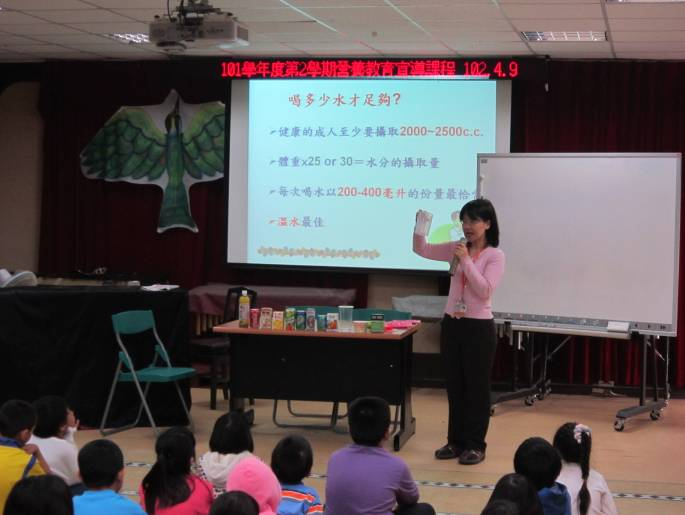 101學年度第2學期營養教育宣導課程 102.4.9
喝多少水才足夠?
➢健康的成人至少要攝取2000~2500c.c.
➢體重x25 or 30＝水分的攝取量
➢每次喝水以200-400毫升的份量最恰
➢溫水最佳